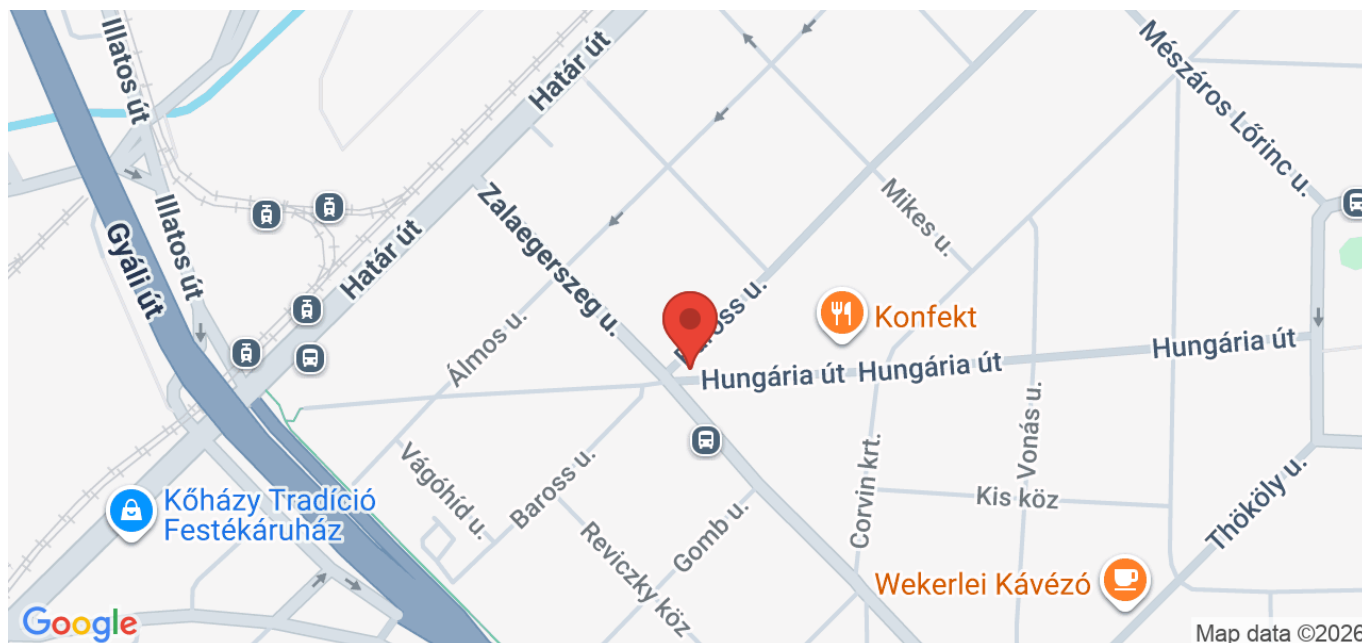 Illatos út
Határ út
Mészáros Lőrinc u.
Zalaegerszeg u.
Mikes u.
Illatos út
Gyáli út
Határ út
Baross u.
Konfekt
Álmos u.
Hungária út
Hungária út
Hungária út
Vágóhíd u.
Baross u.
Vonás u.
Corvin krt.
Kis köz
Thököly u.
Kőházy Tradíció
Festékáruház
Reviczky köz
Gomb u.
Wekerlei Kávézó
Google
Map data ©2026